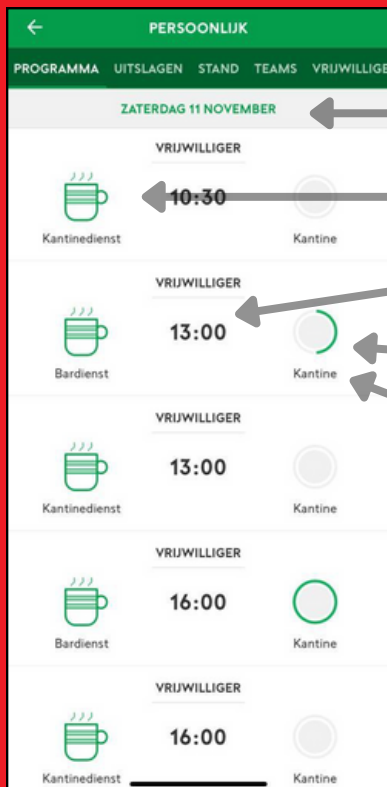 PERSOONLIJK
PROGRAMMA UITSLAGEN STAND TEAMS VRIJWILLIGE
ZATERDAG 11 NOVEMBER
VRIJWILLIGER
10:30
Kantinedienst Kantine
VRIJWILLIGER
13:00
Bardienst Kantine
VRIJWILLIGER
13:00
Kantinedienst Kantine
VRIJWILLIGER
16:00
Bardienst Kantine
VRIJWILLIGER
16:00
Kantinedienst Kantine